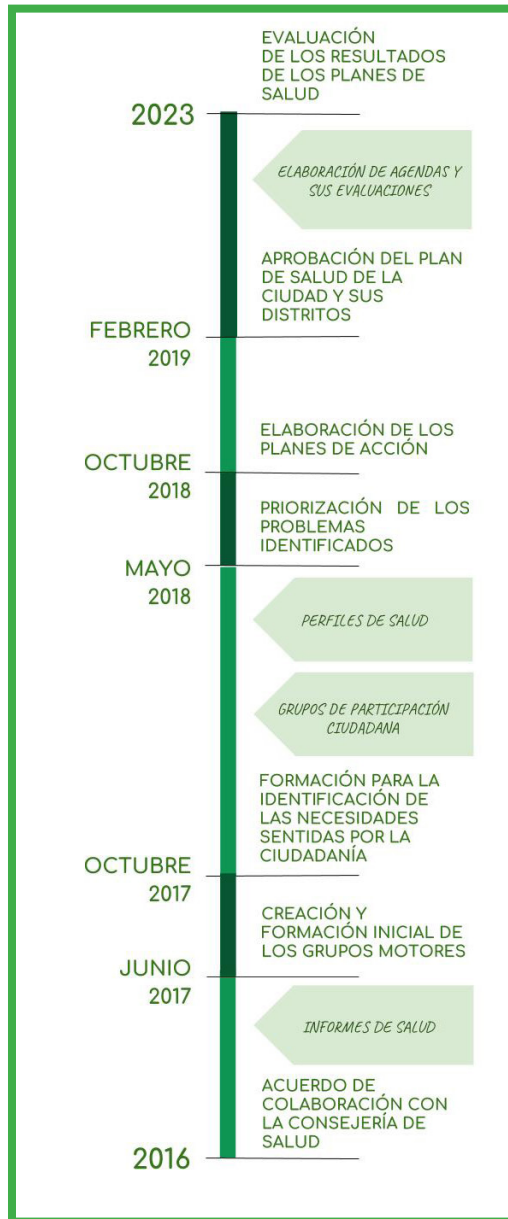 EVALUACIÓN
DE LOS RESULTADOS
DE LOS PLANES DE
SALUD
2023
ELABORACIÓN DE AGENDAS Y
SUS EVALUACIONES
APROBACIÓN DEL PLAN
DE SALUD DE LA
CIUDAD Y SUS
DISTRITOS
FEBRERO
2019
ELABORACIÓN DE LOS
PLANES DE ACCIÓN
OCTUBRE
2018
PRIORIZACIÓN DE LOS
PROBLEMAS
IDENTIFICADOS
MAYO
2018
PERFILES DE SALUD
GRUPOS DE PARTICIPACIÓN
CIUDADANA
FORMACIÓN PARA LA
IDENTIFICACIÓN DE
LAS NECESIDADES
SENTIDAS POR LA
CIUDADANÍA
OCTUBRE
2017
CREACIÓN Y
FORMACIÓN INICIAL DE
LOS GRUPOS MOTORES
JUNIO
2017
INFORMES DE SALUD
ACUERDO DE
COLABORACIÓN CON
LA CONSEJERÍA DE
SALUD
2016